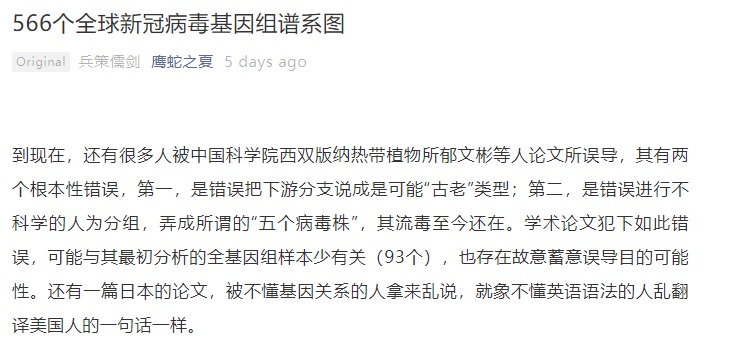 566个全球新冠病毒基因组谱系图
Original 兵策儒剑 鹰蛇之夏 5 days ago
到现在，还有很多人被中国科学院西双版纳热带植物所郁文彬等人论文所误导，其有两
个根本性错误，第一，是错误把下游分支说成是可能“古老”类型；第二，是错误进行不
科学的人为分组，弄成所谓的“五个病毒株”，其流毒至今还在。学术论文犯下如此错
误，可能与其最初分析的全基因组样本少有关（93个），也存在故意蓄意误导目的可能
性。还有一篇日本的论文，被不懂基因关系的人拿来乱说，就象不懂英语语法的人乱翻
译美国人的一句话一样。